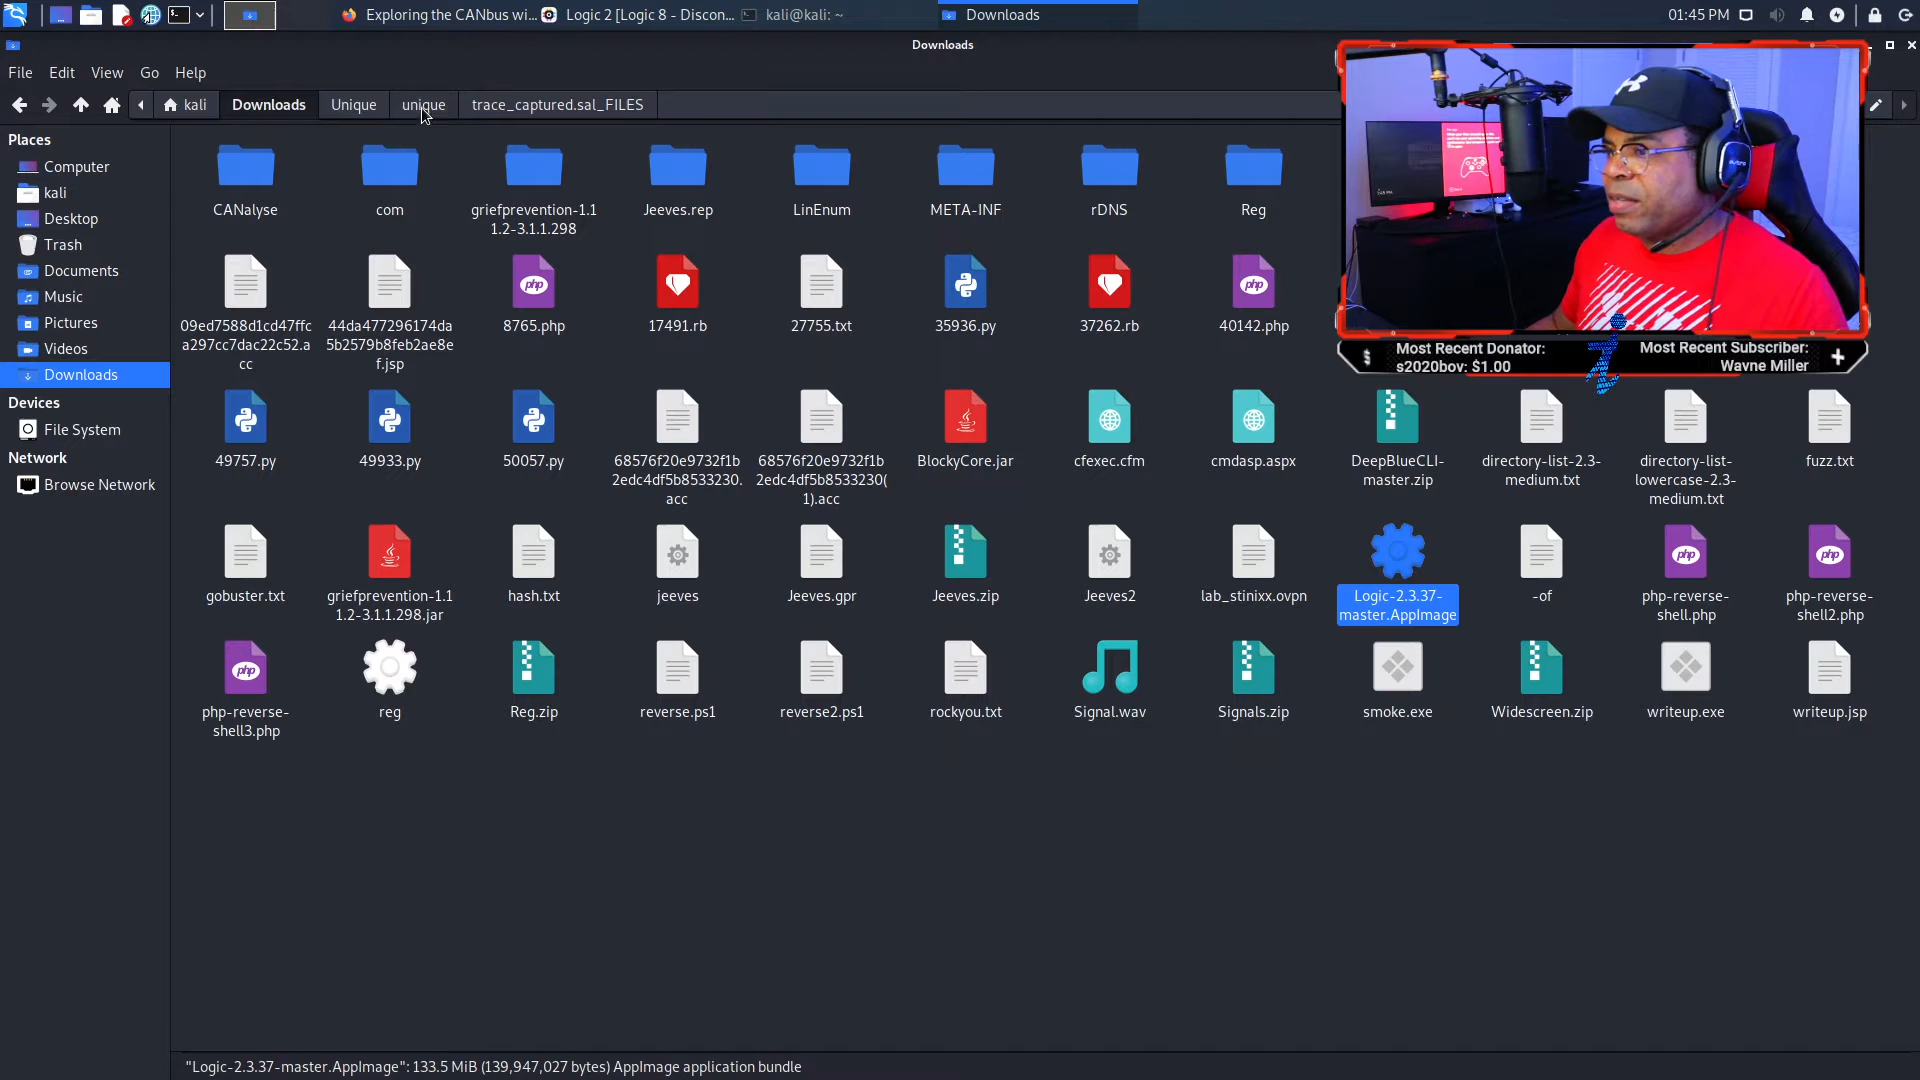 Exploring the CANbus wi...
Logic 2 [Logic 8 - Discon...
kali@kali: ~
Downloads
01:45 PM
Downloads
File Edit View Go Help
kali Downloads Unique unique trace_captured.sal_FILES
Places
Computer
kali
Desktop
Trash
Documents
Music
Pictures
Videos
Downloads
Devices
File System
Network
Browse Network
CANalyse
com
griefprevention-1.1
1.2-3.1.1.298
Jeeves.rep
LinEnum
META-INF
rDNS
Reg
09ed7588d1cd47ffc
a297cc7dac22c52.a
cc
44da477296174da
5b2579b8feb2ae8e
f.jsp
8765.php
17491.rb
27755.txt
35936.py
37262.rb
40142.php
49757.py
49933.py
50057.py
68576f20e9732f1b
2edc4df5b8533230.
acc
68576f20e9732f1b
2edc4df5b8533230(
1).acc
BlockyCore.jar
cfexec.cfm
cmdasp.aspx
DeepBlueCLI-
master.zip
directory-list-2.3-
medium.txt
directory-list-
lowercase-2.3-
medium.txt
fuzz.txt
gobuster.txt
griefprevention-1.1
1.2-3.1.1.298.jar
hash.txt
jeeves
Jeeves.gpr
Jeeves.zip
Jeeves2
lab_stinixx.ovpn
Logic-2.3.37-
master.AppImage
-of
php-reverse-
shell.php
php-reverse-
shell2.php
php-reverse-
shell3.php
reg
Reg.zip
reverse.ps1
reverse2.ps1
rockyou.txt
Signal.wav
Signals.zip
smoke.exe
Widescreen.zip
writeup.exe
writeup.jsp
Most Recent Donator:
s2020bov: $1.00
Most Recent Subscriber:
Wayne Miller
"Logic-2.3.37-master.AppImage": 133.5 MiB (139,947,027 bytes) AppImage application bundle